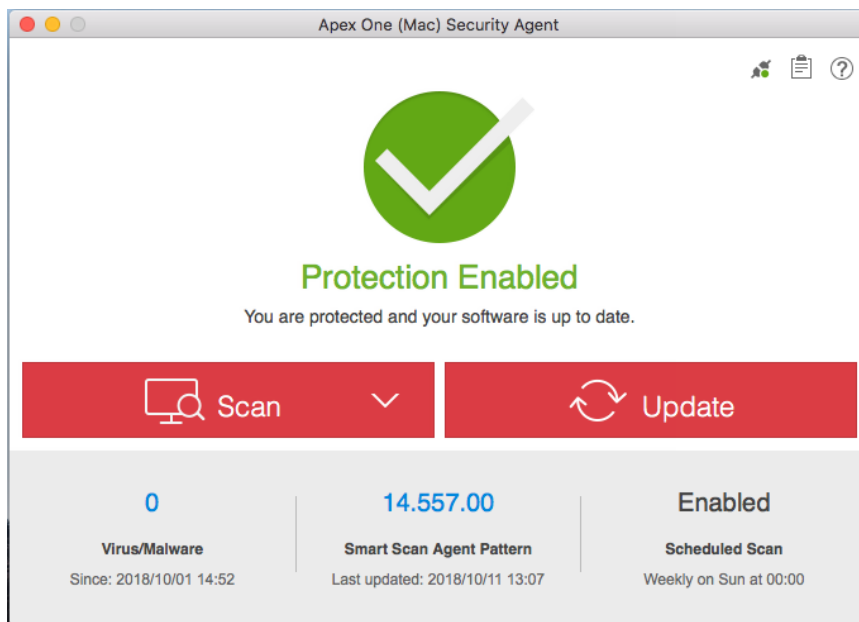 Apex One (Mac) Security Agent
?
Protection Enabled
You are protected and your software is up to date.
Scan
Update
0
14.557.00
Enabled
Virus/Malware
Smart Scan Agent Pattern
Scheduled Scan
Since: 2018/10/01 14:52
Last updated: 2018/10/11 13:07
Weekly on Sun at 00:00